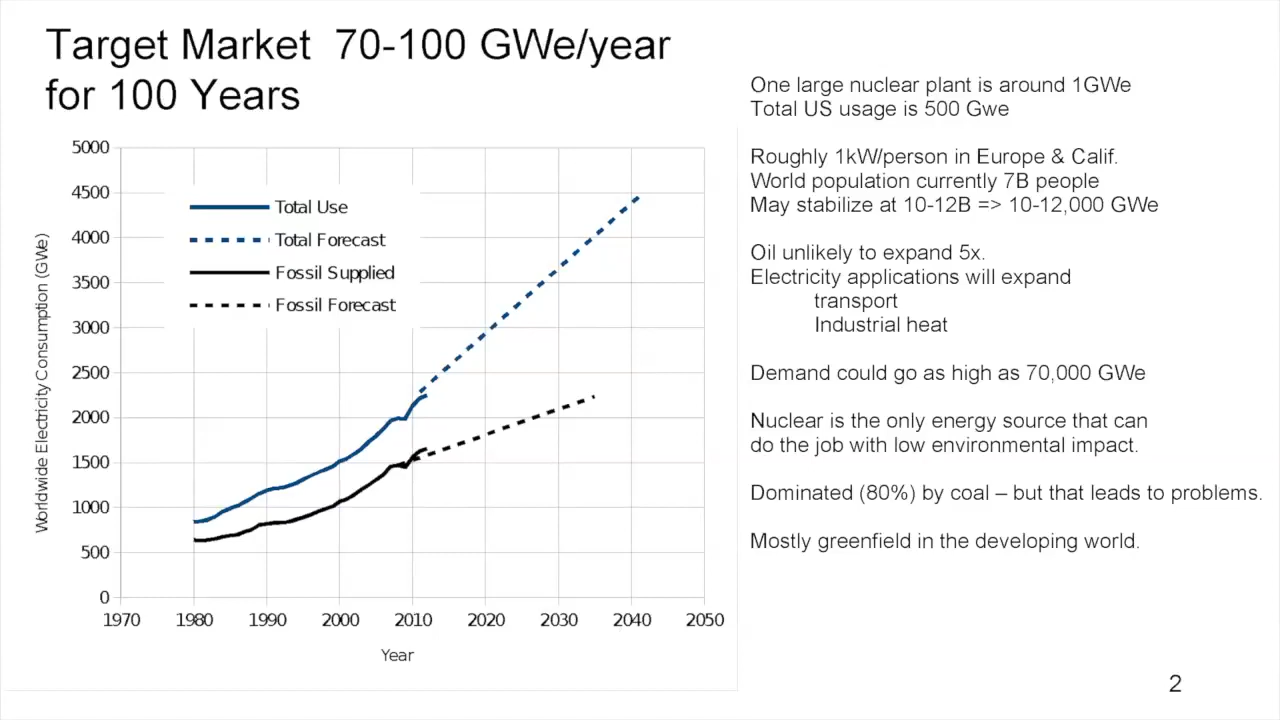 Target Market 70-100 GWe/year
for 100 Years
One large nuclear plant is around 1GWe
Total US usage is 500 Gwe
Roughly 1kW/person in Europe & Calif.
World population currently 7B people
May stabilize at 10-12B => 10-12,000 GWe
Oil unlikely to expand 5x.
Electricity applications will expand
transport
Industrial heat
Demand could go as high as 70,000 GWe
Nuclear is the only energy source that can
do the job with low environmental impact.
Dominated (80%) by coal – but that leads to problems.
Mostly greenfield in the developing world.
Worldwide Electricity Consumption (GWe)
5000
4500
4000
3500
3000
2500
2000
1500
1000
500
0
Total Use
Total Forecast
Fossil Supplied
Fossil Forecast
1970 1980 1990 2000 2010 2020 2030 2040 2050
Year
2